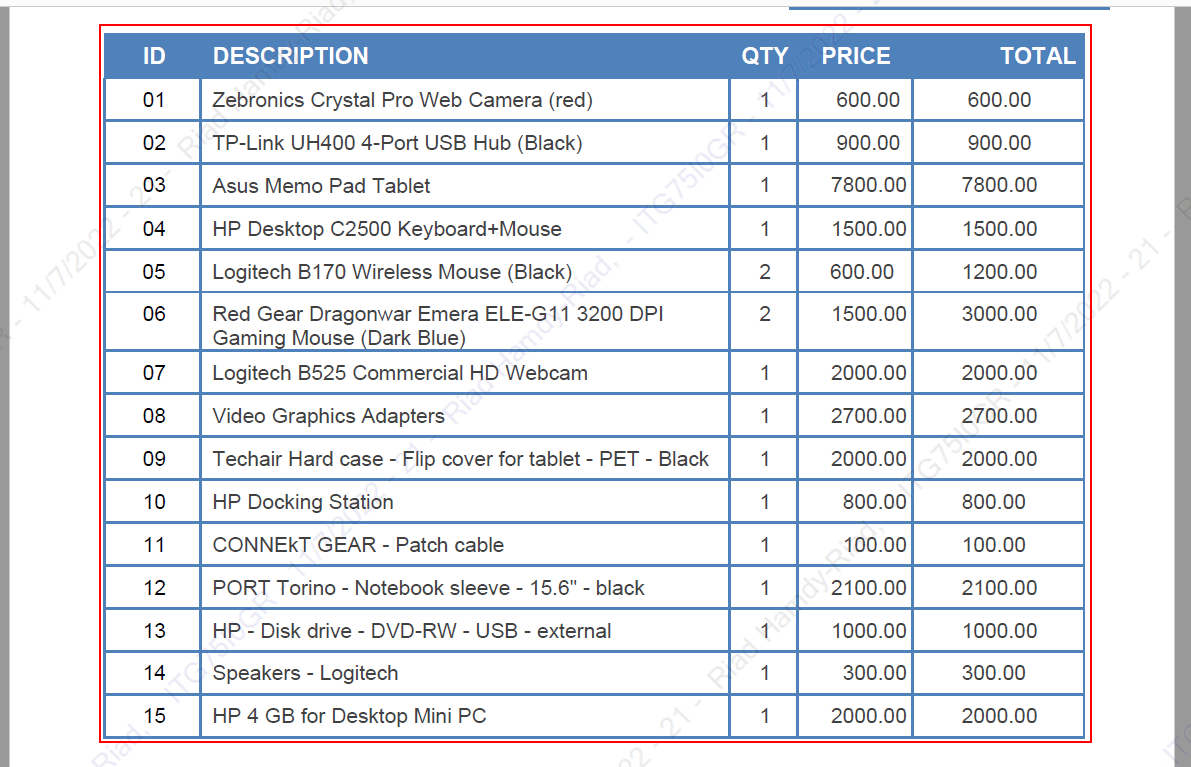 ID DESCRIPTION QTY PRICE TOTAL
01 Zebronics Crystal Pro Web Camera (red) 1 600.00 600.00
02 TP-Link UH400 4-Port USB Hub (Black) 1 900.00 900.00
03 Asus Memo Pad Tablet 1 7800.00 7800.00
04 HP Desktop C2500 Keyboard+Mouse 1 1500.00 1500.00
05 Logitech B170 Wireless Mouse (Black) 2 600.00 1200.00
06 Red Gear Dragonwar Emera ELE-G11 3200 DPI 2 1500.00 3000.00
Gaming Mouse (Dark Blue)
07 Logitech B525 Commercial HD Webcam 1 2000.00 2000.00
08 Video Graphics Adapters 1 2700.00 2700.00
09 Techair Hard case - Flip cover for tablet - PET - Black 1 2000.00 2000.00
10 HP Docking Station 1 800.00 800.00
11 CONNEkT GEAR - Patch cable 1 100.00 100.00
12 PORT Torino - Notebook sleeve - 15.6" - black 1 2100.00 2100.00
13 HP - Disk drive - DVD-RW - USB - external 1 1000.00 1000.00
14 Speakers - Logitech 1 300.00 300.00
15 HP 4 GB for Desktop Mini PC 1 2000.00 2000.00